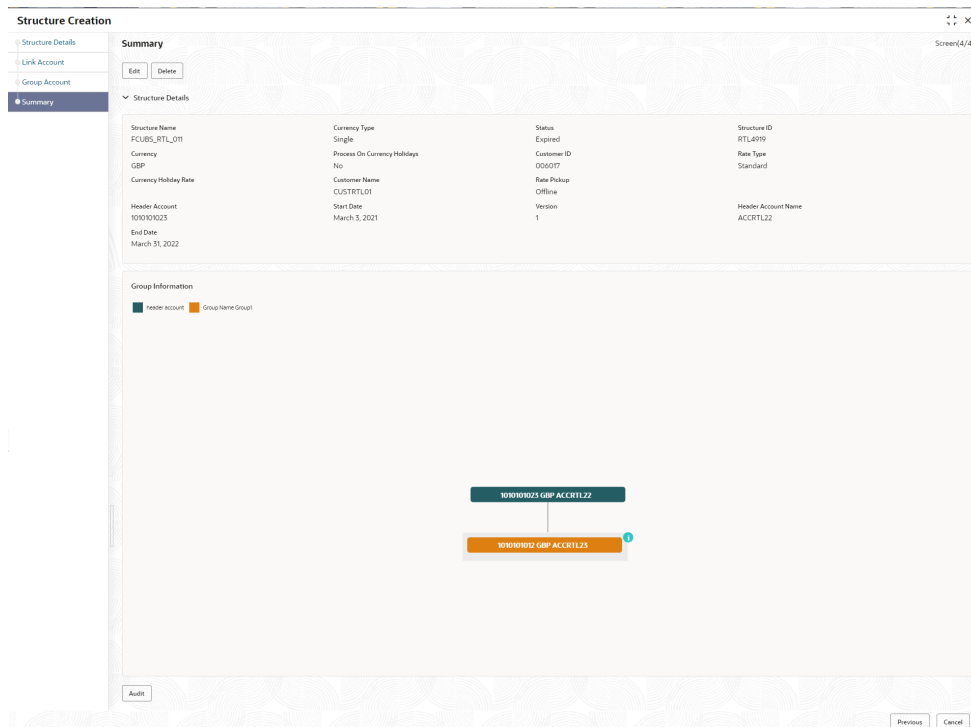 Structure Creation
Structure Details
Link Account
Group Account
Summary
Summary
Screen(4/4
Edit Delete
Structure Details
Structure Name Currency Type Status Structure ID
FCUBS_RTL_011 Single Expired RTL4919
Currency Process On Currency Holidays Customer ID Rate Type
GBP No 006017 Standard
Currency Holiday Rate Customer Name Rate Pickup
CUSTRTL01 Offline
Header Account Start Date Version Header Account Name
1010101023 March 3, 2021 1 ACCRTL22
End Date
March 31, 2022
Group Information
header account Group Name Group1
1010101023 GBP ACCRTL22
1010101012 GBP ACCRTL23
i
Audit
Previous Cancel